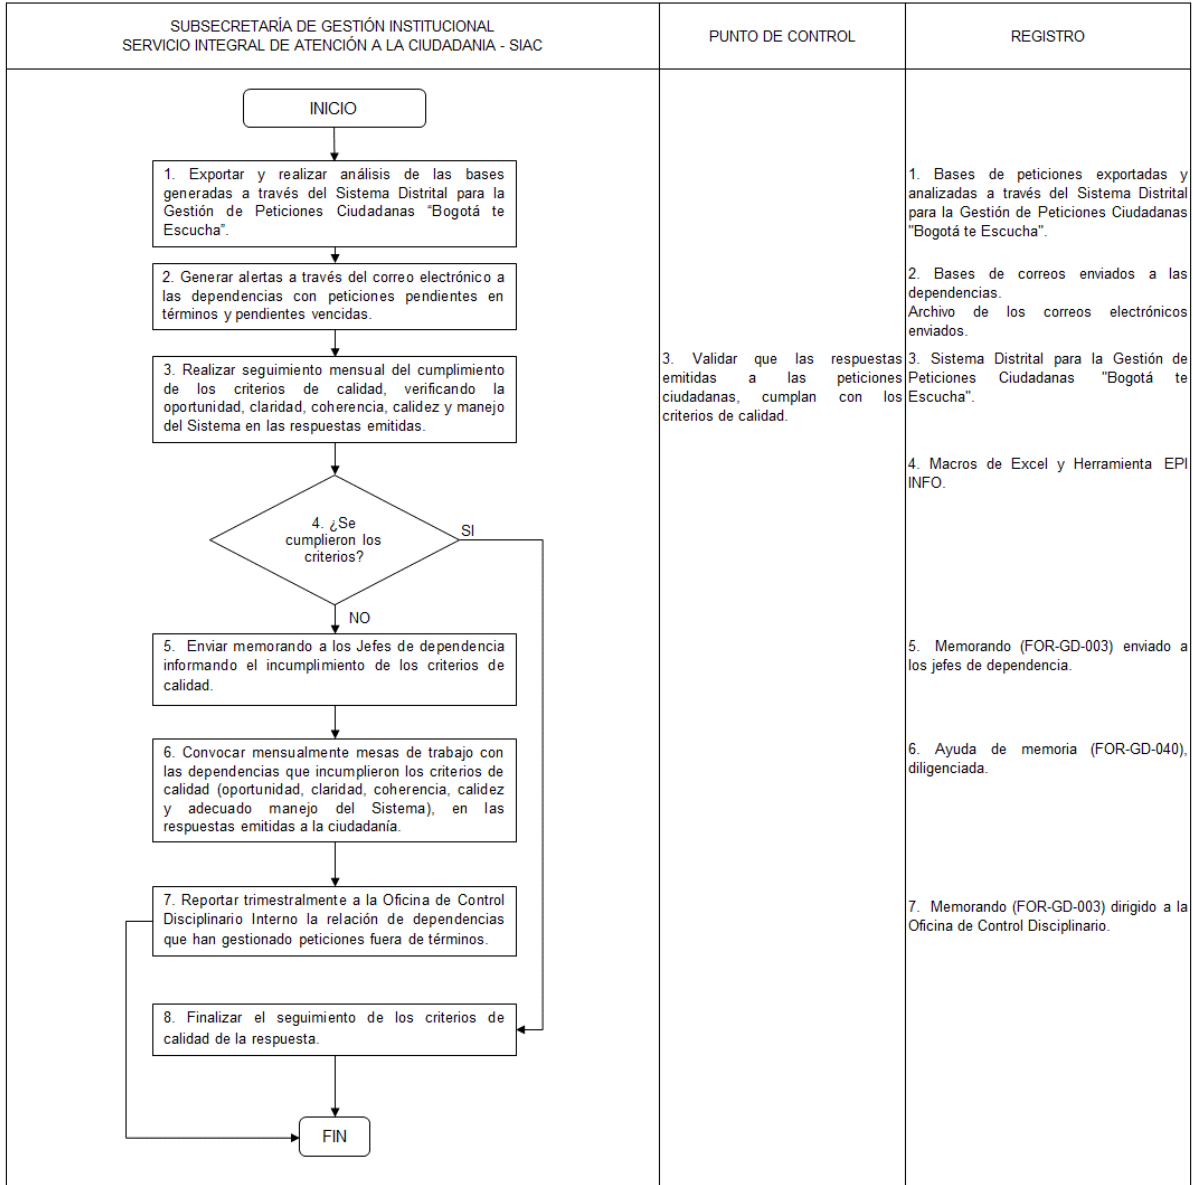 SUBSECRETARÍA DE GESTIÓN INSTITUCIONAL
SERVICIO INTEGRAL DE ATENCIÓN A LA CIUDADANIA - SIAC
PUNTO DE CONTROL
REGISTRO
INICIO
1. Exportar y realizar análisis de las bases
generadas a través del Sistema Distrital para la
Gestión de Peticiones Ciudadanas “Bogotá te
Escucha”.
1. Bases de peticiones exportadas y
analizadas a través del Sistema Distrital
para la Gestión de Peticiones Ciudadanas
"Bogotá te Escucha".
2. Generar alertas a través del correo electrónico a
las dependencias con peticiones pendientes en
términos y pendientes vencidas.
2. Bases de correos enviados a las
dependencias.
Archivo de los correos electrónicos
enviados.
3. Realizar seguimiento mensual del cumplimiento
de los criterios de calidad, verificando la
oportunidad, claridad, coherencia, calidez y manejo
del Sistema en las respuestas emitidas.
3. Validar que las respuestas
emitidas a las peticiones
ciudadanas, cumplan con los
criterios de calidad.
3. Sistema Distrital para la Gestión de
Peticiones Ciudadanas "Bogotá te
Escucha".
4. ¿Se
cumplieron los
criterios?
SI
NO
4. Macros de Excel y Herramienta EPI
INFO.
5. Enviar memorando a los Jefes de dependencia
informando el incumplimiento de los criterios de
calidad.
5. Memorando (FOR-GD-003) enviado a
los jefes de dependencia.
6. Convocar mensualmente mesas de trabajo con
las dependencias que incumplieron los criterios de
calidad (oportunidad, claridad, coherencia, calidez
y adecuado manejo del Sistema), en las
respuestas emitidas a la ciudadanía.
6. Ayuda de memoria (FOR-GD-040),
diligenciada.
7. Reportar trimestralmente a la Oficina de Control
Disciplinario Interno la relación de dependencias
que han gestionado peticiones fuera de términos.
7. Memorando (FOR-GD-003) dirigido a la
Oficina de Control Disciplinario.
8. Finalizar el seguimiento de los criterios de
calidad de la respuesta.
FIN